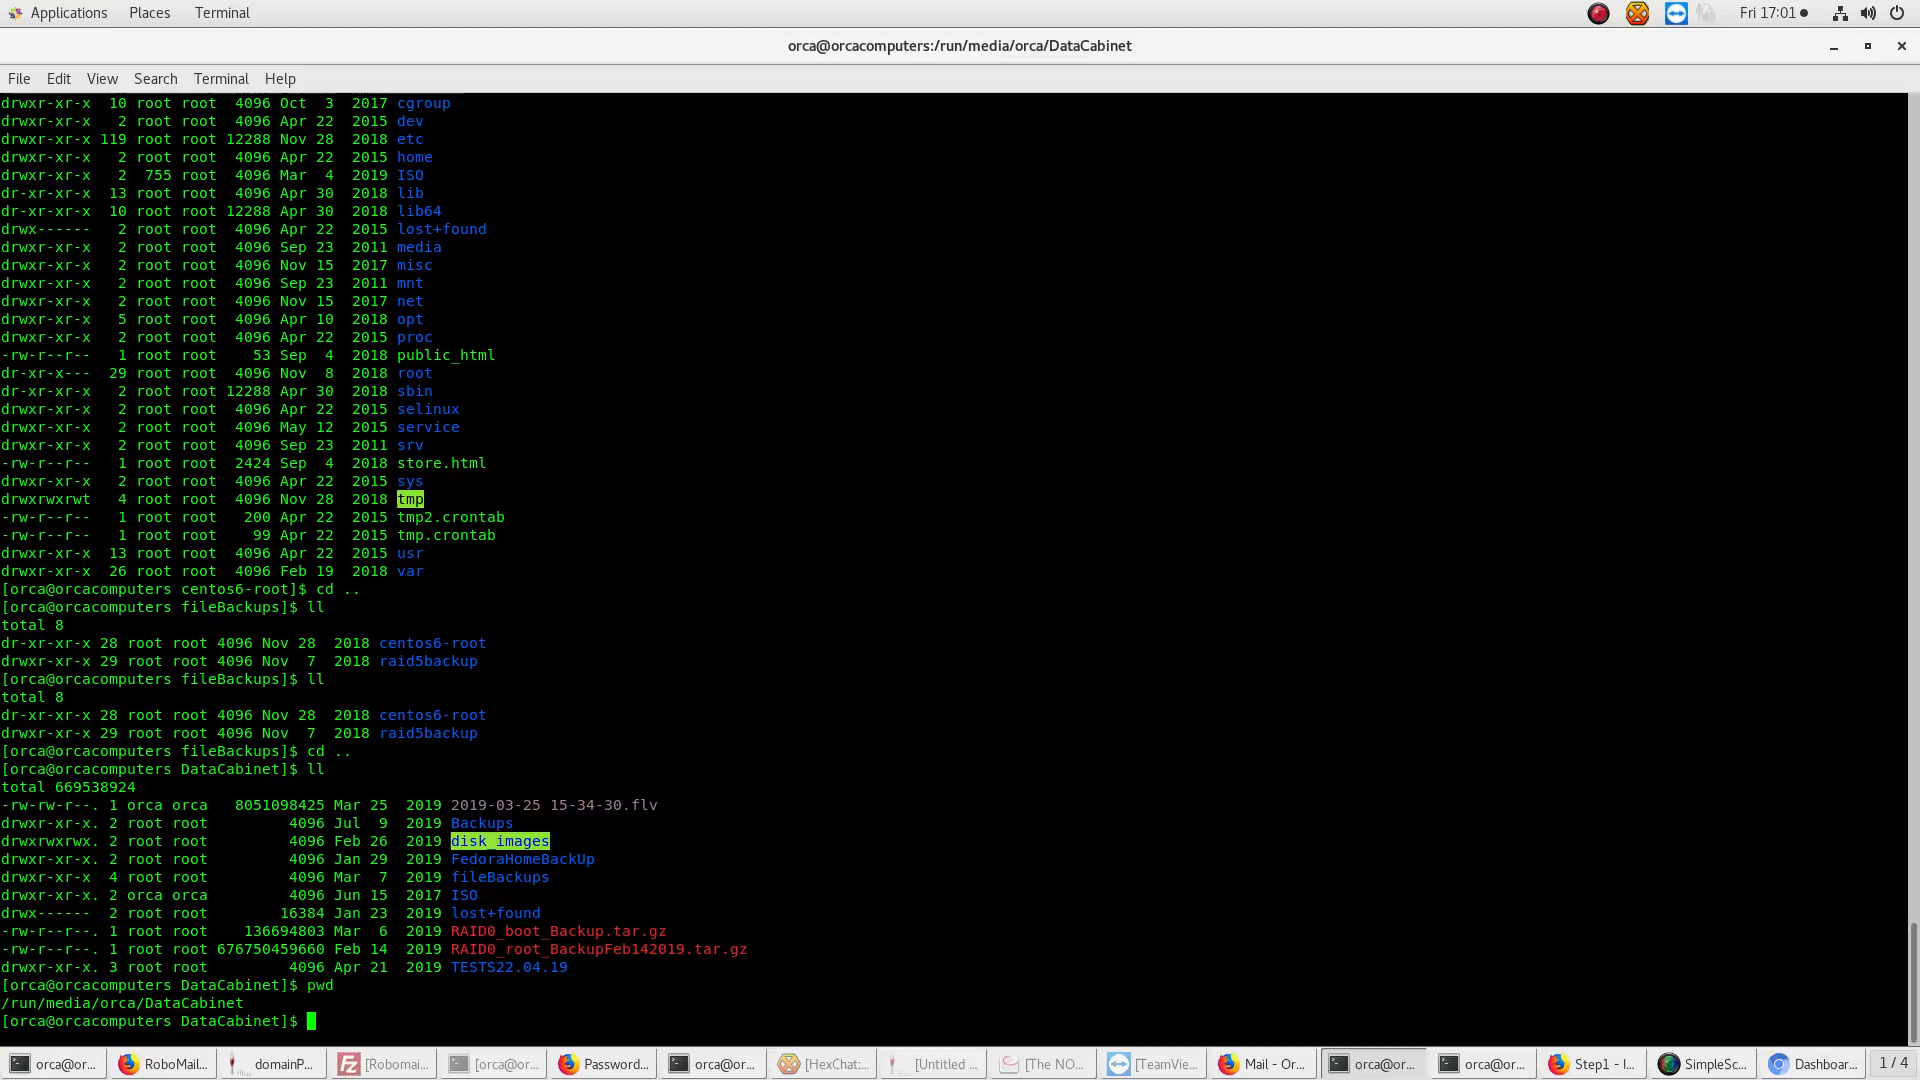 Applications Places Terminal Fri 17:01
orca@orcacomputers:/run/media/orca/DataCabinet
File Edit View Search Terminal Help
drwxr-xr-x  10 root root  4096 Oct  3  2017 cgroup
drwxr-xr-x   2 root root  4096 Apr 22  2015 dev
drwxr-xr-x 119 root root 12288 Nov 28  2018 etc
drwxr-xr-x   2 root root  4096 Apr 22  2015 home
drwxr-xr-x   2  755 root  4096 Mar  4  2019 ISO
dr-xr-xr-x  13 root root  4096 Apr 30  2018 lib
dr-xr-xr-x  10 root root 12288 Apr 30  2018 lib64
drwx------   2 root root  4096 Apr 22  2015 lost+found
drwxr-xr-x   2 root root  4096 Sep 23  2011 media
drwxr-xr-x   2 root root  4096 Nov 15  2017 misc
drwxr-xr-x   2 root root  4096 Sep 23  2011 mnt
drwxr-xr-x   2 root root  4096 Nov 15  2017 net
drwxr-xr-x   5 root root  4096 Apr 10  2018 opt
drwxr-xr-x   2 root root  4096 Apr 22  2015 proc
-rw-r--r--   1 root root    53 Sep  4  2018 public_html
dr-xr-x---  29 root root  4096 Nov  8  2018 root
dr-xr-xr-x   2 root root 12288 Apr 30  2018 sbin
drwxr-xr-x   2 root root  4096 Apr 22  2015 selinux
drwxr-xr-x   2 root root  4096 May 12  2015 service
drwxr-xr-x   2 root root  4096 Sep 23  2011 srv
-rw-r--r--   1 root root  2424 Sep  4  2018 store.html
drwxr-xr-x   2 root root  4096 Apr 22  2015 sys
drwxrwxrwt   4 root root  4096 Nov 28  2018 tmp
-rw-r--r--   1 root root   200 Apr 22  2015 tmp2.crontab
-rw-r--r--   1 root root    99 Apr 22  2015 tmp.crontab
drwxr-xr-x  13 root root  4096 Apr 22  2015 usr
drwxr-xr-x  26 root root  4096 Feb 19  2018 var
[orca@orcacomputers centos6-root]$ cd ..
[orca@orcacomputers fileBackups]$ ll
total 8
dr-xr-xr-x 28 root root 4096 Nov 28  2018 centos6-root
drwxr-xr-x 29 root root 4096 Nov  7  2018 raid5backup
[orca@orcacomputers fileBackups]$ ll
total 8
dr-xr-xr-x 28 root root 4096 Nov 28  2018 centos6-root
drwxr-xr-x 29 root root 4096 Nov  7  2018 raid5backup
[orca@orcacomputers fileBackups]$ cd ..
[orca@orcacomputers DataCabinet]$ ll
total 669538924
-rw-rw-r--. 1 orca orca   8051098425 Mar 25  2019 2019-03-25 15-34-30.flv
drwxr-xr-x. 2 root root         4096 Jul  9  2019 Backups
drwxrwxrwx. 2 root root         4096 Feb 26  2019 disk_images
drwxr-xr-x. 2 root root         4096 Jan 29  2019 FedoraHomeBackUp
drwxr-xr-x  4 root root         4096 Mar  7  2019 fileBackups
drwxr-xr-x. 2 orca orca         4096 Jun 15  2017 ISO
drwx------  2 root root        16384 Jan 23  2019 lost+found
-rw-r--r--. 1 root root    136694803 Mar  6  2019 RAID0_boot_Backup.tar.gz
-rw-r--r--. 1 root root 676750459660 Feb 14  2019 RAID0_root_BackupFeb142019.tar.gz
drwxr-xr-x. 3 root root         4096 Apr 21  2019 TESTS22.04.19
[orca@orcacomputers DataCabinet]$ pwd
/run/media/orca/DataCabinet
[orca@orcacomputers DataCabinet]$
orca@or... RoboMail... domainP... [Robomai... [orca@or... Password... orca@or... [HexChat:... [Untitled ... [The NO... [TeamVie... Mail - Or... orca@or... orca@or... Step1 - I... SimpleSc... Dashboar... 1 / 4